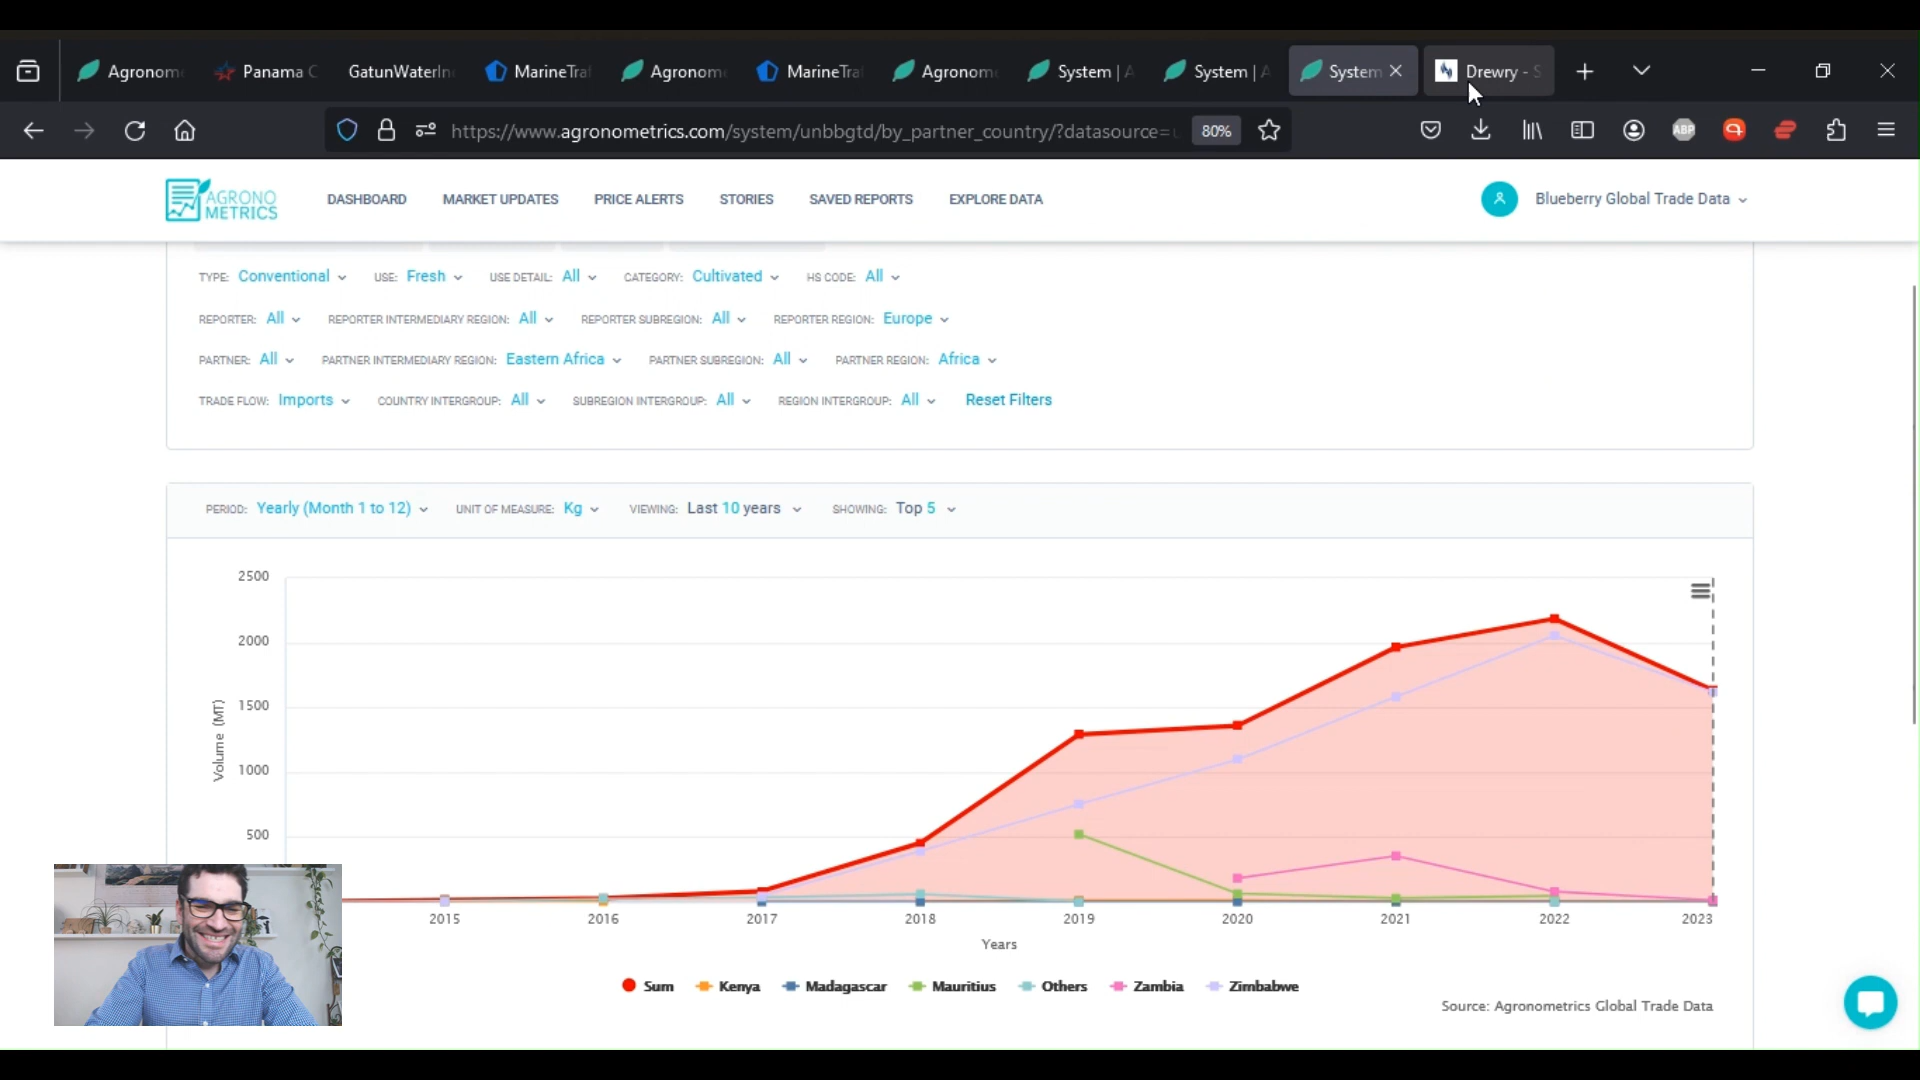 Agronom
Panama C
GatunWaterIn
MarineTra
Agronom
MarineTra
Agronom
System | A
System | A
System
Drewry - S
https://www.agronometrics.com/system/unbbgtd/by_partner_country/?datasource=u
80%
ABP
AGRONO
METRICS
DASHBOARD
MARKET UPDATES
PRICE ALERTS
STORIES
SAVED REPORTS
EXPLORE DATA
Blueberry Global Trade Data
TYPE: Conventional USE: Fresh USE DETAIL: All CATEGORY: Cultivated HS CODE: All
REPORTER: All REPORTER INTERMEDIARY REGION: All REPORTER SUBREGION: All REPORTER REGION: Europe
PARTNER: All PARTNER INTERMEDIARY REGION: Eastern Africa PARTNER SUBREGION: All PARTNER REGION: Africa
TRADE FLOW: Imports COUNTRY INTERGROUP: All SUBREGION INTERGROUP: All REGION INTERGROUP: All Reset Filters
PERIOD: Yearly (Month 1 to 12) UNIT OF MEASURE: Kg VIEWING: Last 10 years SHOWING: Top 5
2500
2000
1500
1000
500
Volume (MT)
2015 2016 2017 2018 2019 2020 2021 2022 2023
Years
Sum Kenya Madagascar Mauritius Others Zambia Zimbabwe
Source: Agronometrics Global Trade Data